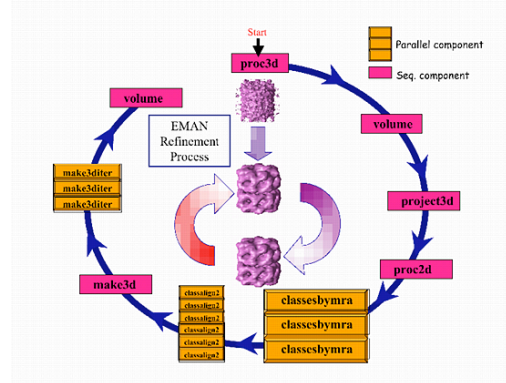 Start
proc3d
Parallel component
Seq. component
volume
volume
EMAN
Refinement
Process
make3diter
make3diter
make3diter
project3d
proc2d
make3d
classalign2
classalign2
classalign2
classalign2
classalign2
classalign2
classesbymra
classesbymra
classesbymra